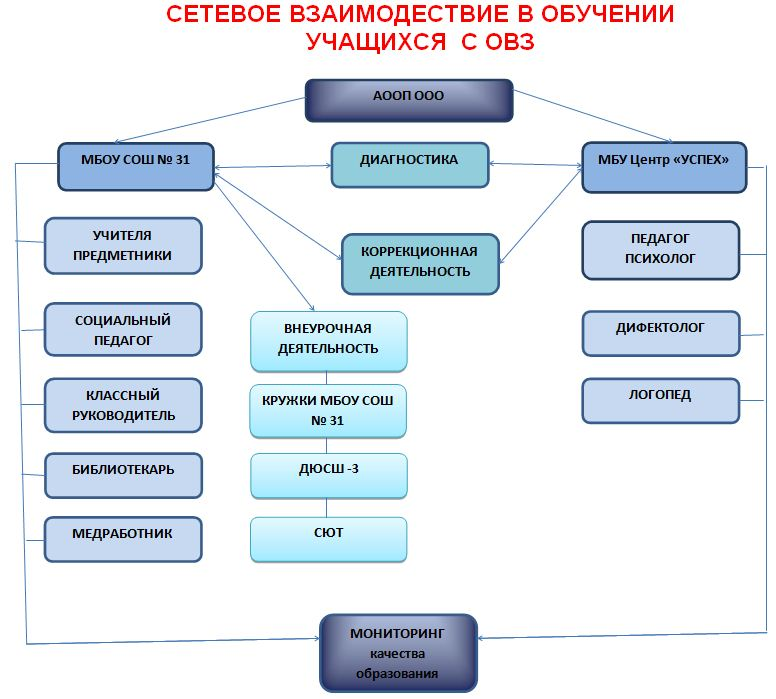 СЕТЕВОЕ ВЗАИМОДЕСТВИЕ В ОБУЧЕНИИ
УЧАЩИХСЯ С ОВЗ
АООП ООО
МБОУ СОШ № 31
ДИАГНОСТИКА
МБУ Центр «УСПЕХ»
УЧИТЕЛЯ
ПРЕДМЕТНИКИ
КОРРЕКЦИОННАЯ
ДЕЯТЕЛЬНОСТЬ
ПЕДАГОГ
ПСИХОЛОГ
СОЦИАЛЬНЫЙ
ПЕДАГОГ
ВНЕУРОЧНАЯ
ДЕЯТЕЛЬНОСТЬ
ДИФЕКТОЛОГ
КЛАССНЫЙ
РУКОВОДИТЕЛЬ
КРУЖКИ МБОУ СОШ
№ 31
ЛОГОПЕД
БИБЛИОТЕКАРЬ
ДЮСШ -3
МЕДРАБОТНИК
СЮТ
МОНИТОРИНГ
качества
образования